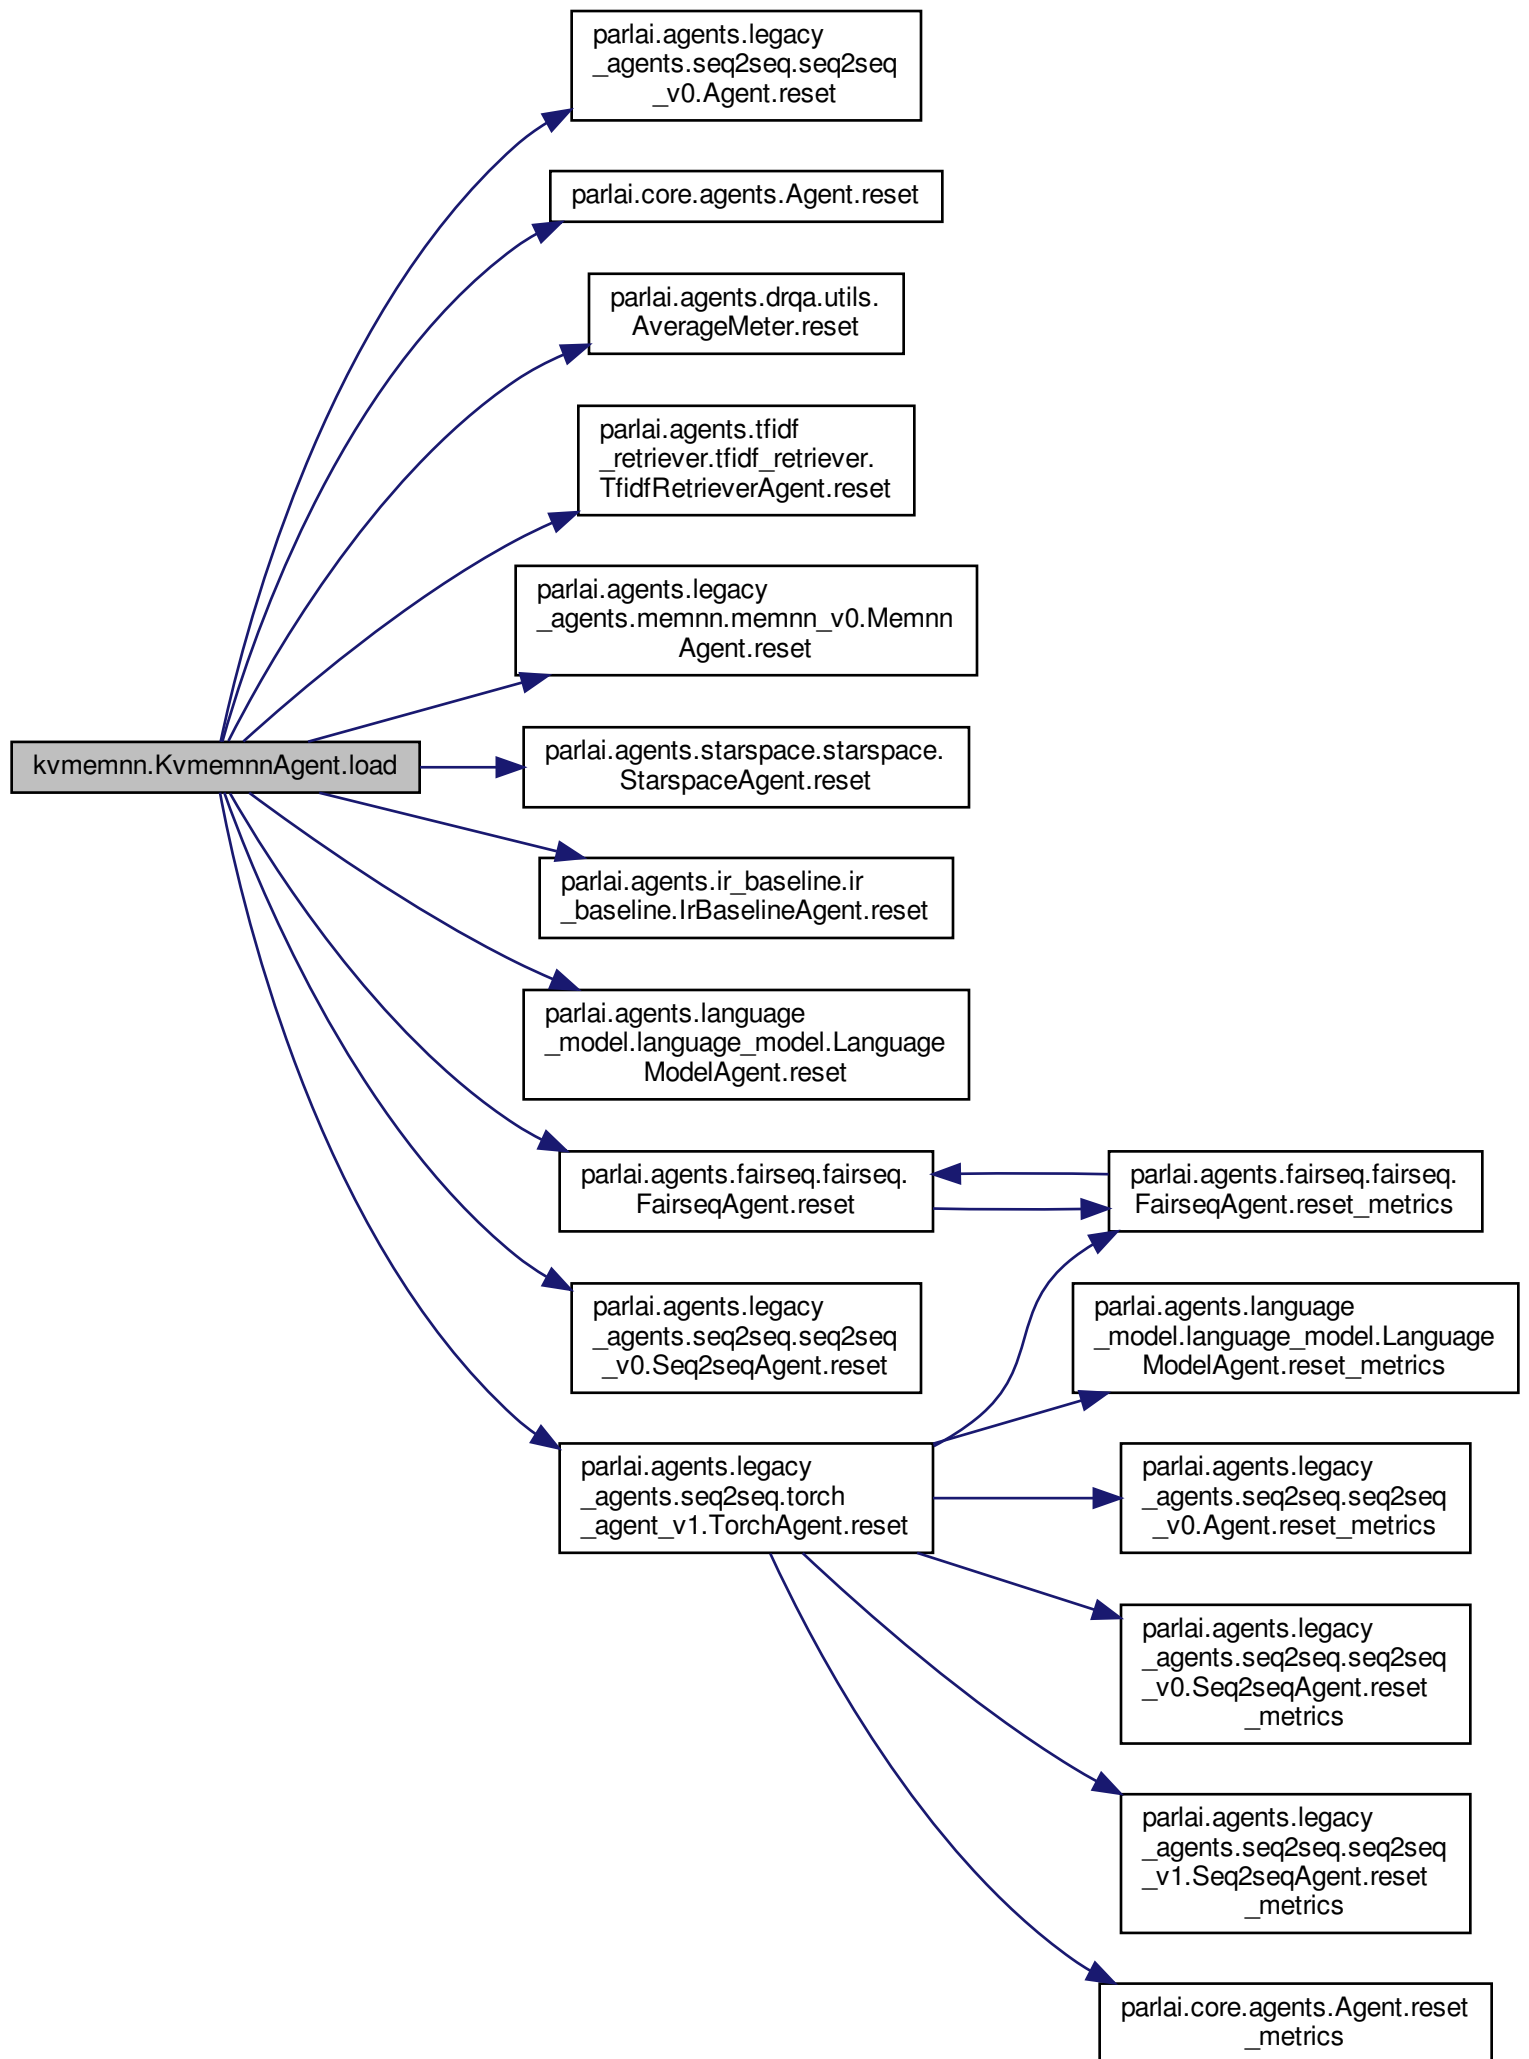 parlai.agents.legacy
_agents.seq2seq.seq2seq
_v0.Agent.reset
parlai.core.agents.Agent.reset
parlai.agents.drqa.utils.
AverageMeter.reset
parlai.agents.tfidf
_retriever.tfidf_retriever.
TfidfRetrieverAgent.reset
parlai.agents.legacy
_agents.memnn.memnn_v0.Memnn
Agent.reset
kvmemnn.KvmemnnAgent.load
parlai.agents.starspace.starspace.
StarspaceAgent.reset
parlai.agents.ir_baseline.ir
_baseline.IrBaselineAgent.reset
parlai.agents.language
_model.language_model.Language
ModelAgent.reset
parlai.agents.fairseq.fairseq.
FairseqAgent.reset
parlai.agents.fairseq.fairseq.
FairseqAgent.reset_metrics
parlai.agents.legacy
_agents.seq2seq.seq2seq
_v0.Seq2seqAgent.reset
parlai.agents.language
_model.language_model.Language
ModelAgent.reset_metrics
parlai.agents.legacy
_agents.seq2seq.torch
_agent_v1.TorchAgent.reset
parlai.agents.legacy
_agents.seq2seq.seq2seq
_v0.Agent.reset_metrics
parlai.agents.legacy
_agents.seq2seq.seq2seq
_v0.Seq2seqAgent.reset
_metrics
parlai.agents.legacy
_agents.seq2seq.seq2seq
_v1.Seq2seqAgent.reset
_metrics
parlai.core.agents.Agent.reset
_metrics